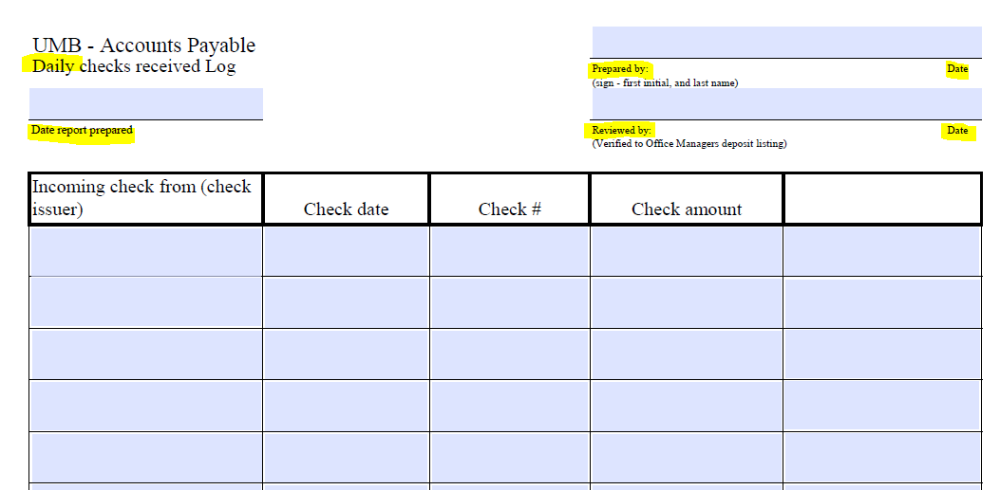 UMB - Accounts Payable
Daily checks received Log
Prepared by: Date
(sign - first initial, and last name)
Date report prepared
Reviewed by: Date
(Verified to Office Managers deposit listing)
Incoming check from (check
issuer) Check date Check # Check amount